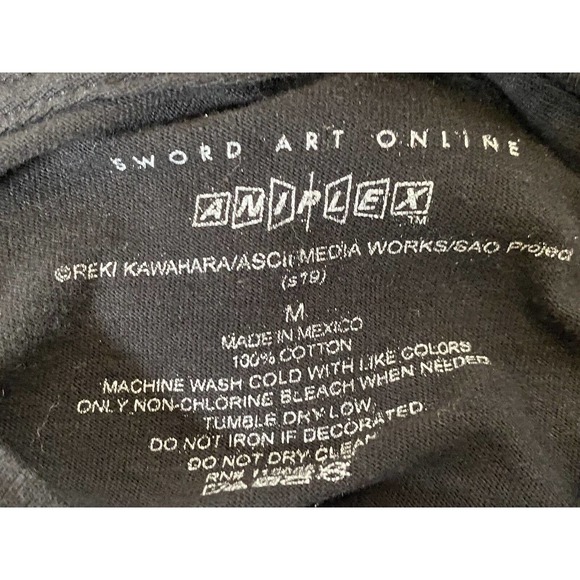 SWORD ART ONLINE
ANIPLEX
TM
©REKI KAWAHARA/ASCII MEDIA WORKS/SAO Project
(s19)
M
MADE IN MEXICO
100% COTTON
MACHINE WASH COLD WITH LIKE COLORS
ONLY NON-CHLORINE BLEACH WHEN NEEDED
TUMBLE DRY LOW
DO NOT IRON IF DECORATED.
DO NOT DRY CLEAN
RN#